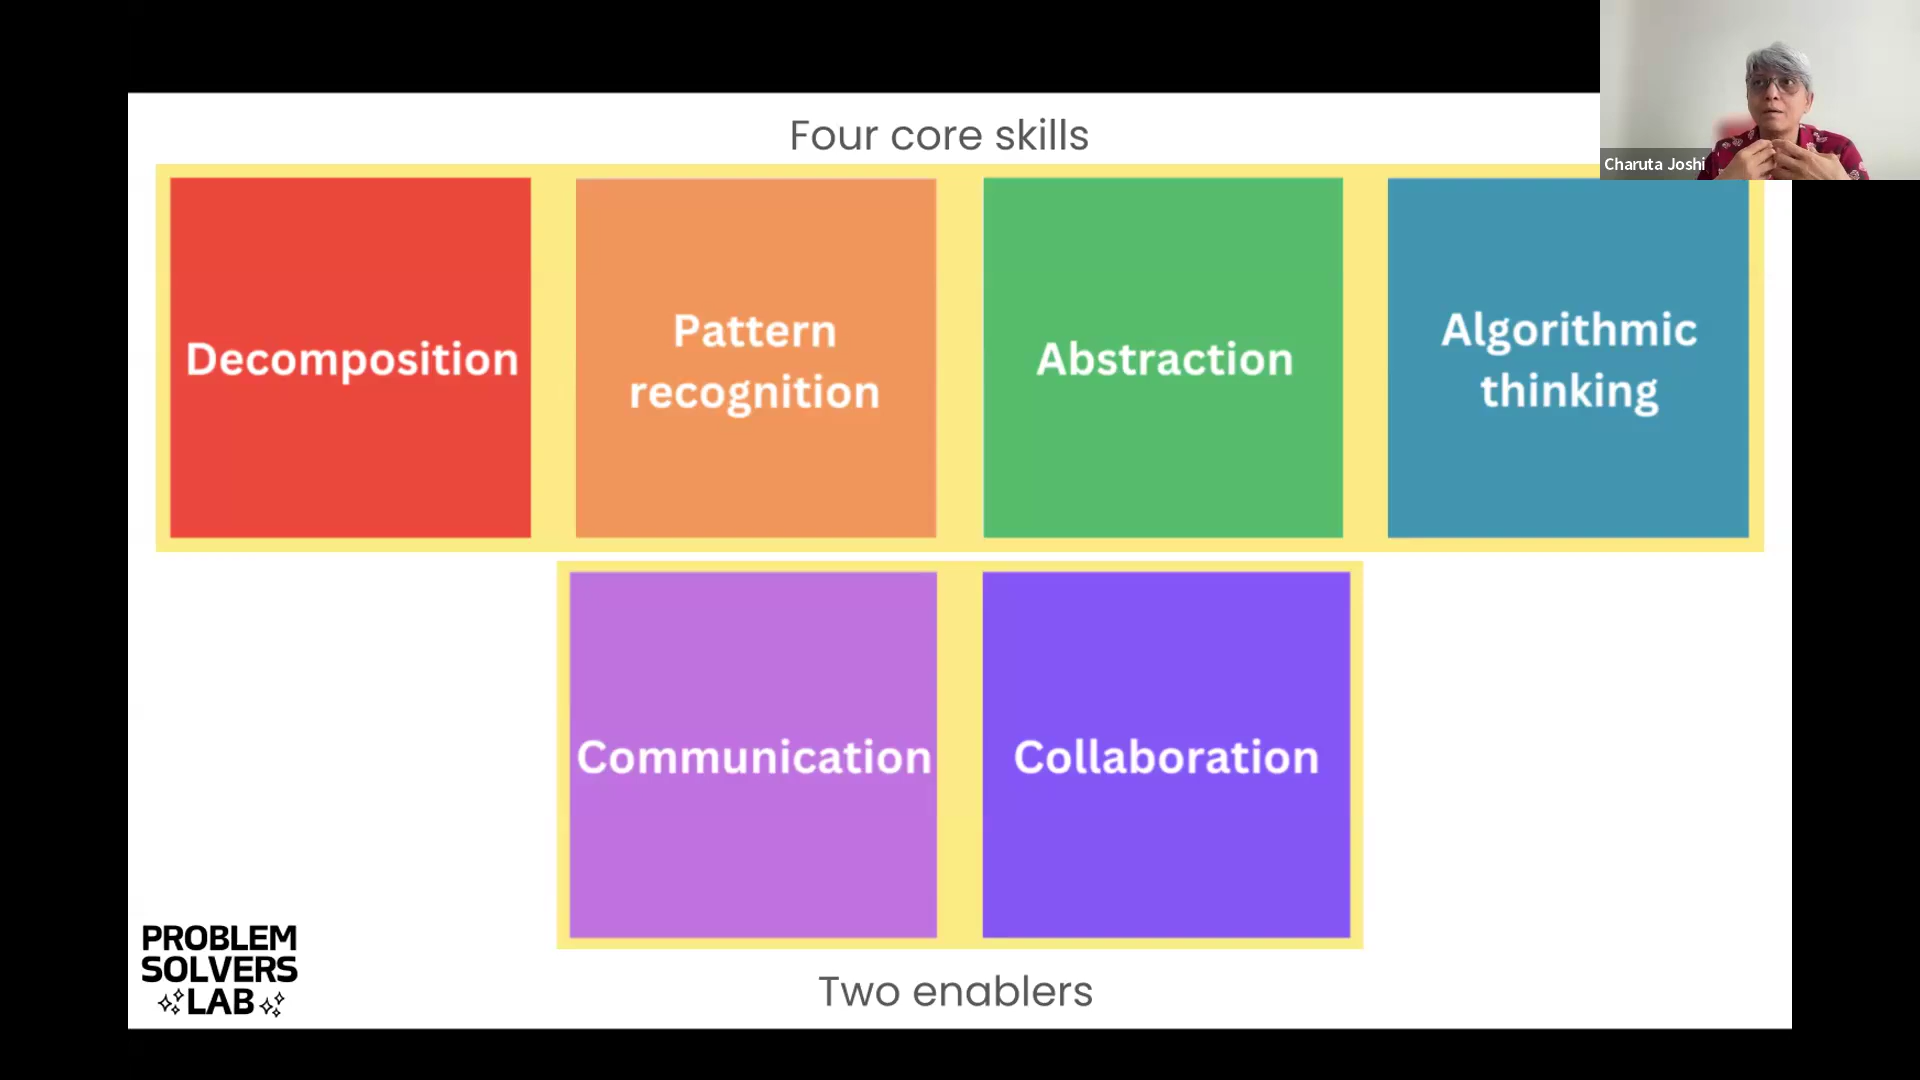 Four core skills
Charuta Joshi
Decomposition
Pattern
recognition
Abstraction
Algorithmic
thinking
Communication
Collaboration
Two enablers
PROBLEM
SOLVERS
LAB